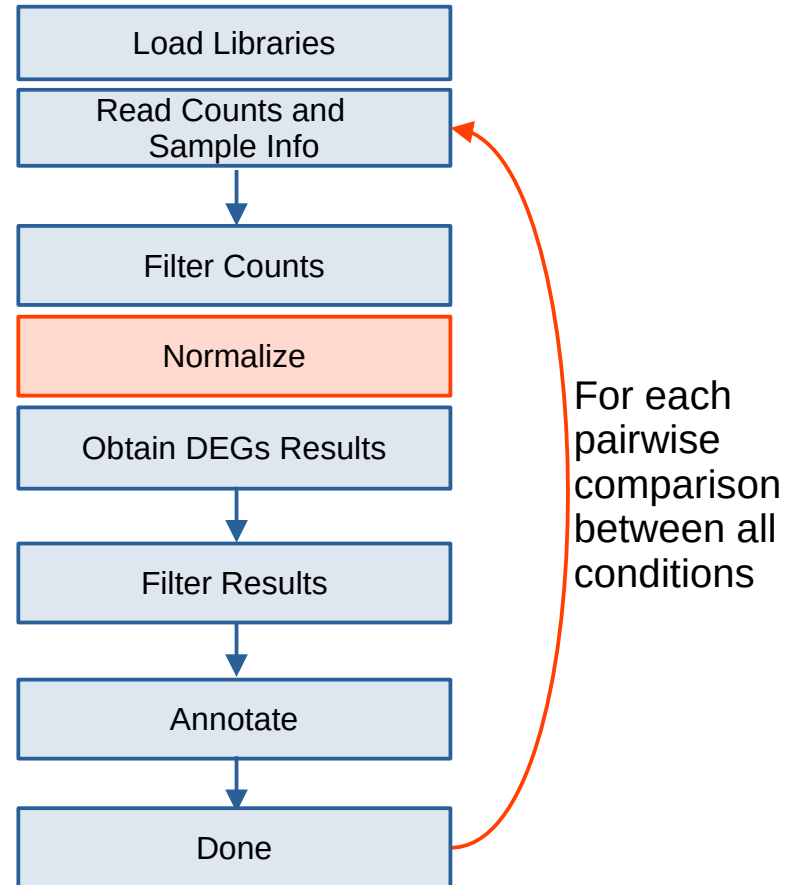 Load Libraries
Read Counts and
Sample Info
Filter Counts
Normalize
Obtain DEGs Results
Filter Results
Annotate
Done
For each
pairwise
comparison
between all
conditions